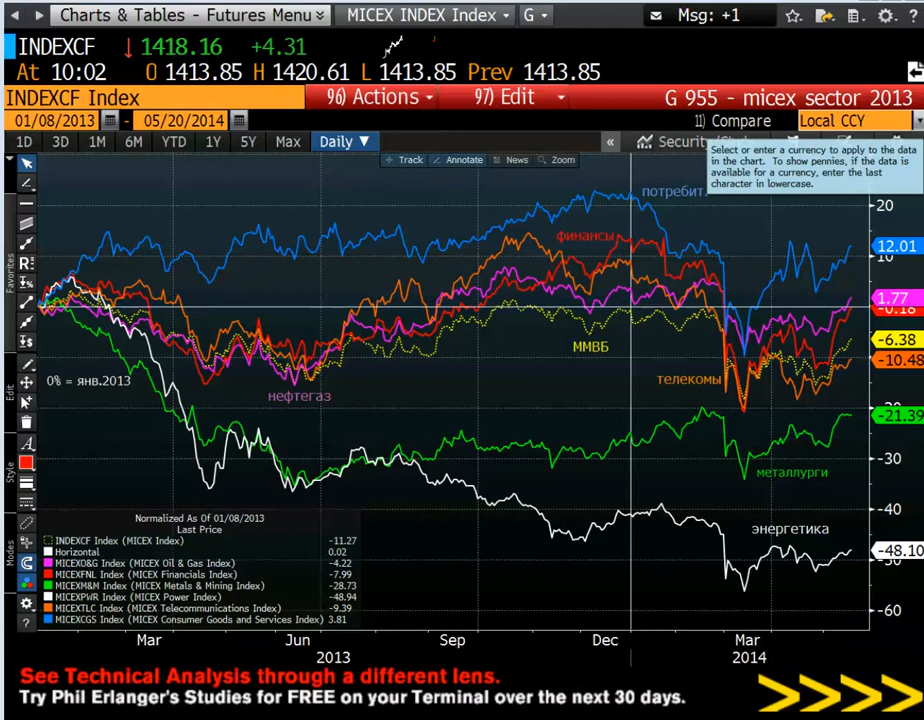 Charts & Tables - Futures Menu MICEX INDEX Index G Msg: +1
INDEXCF 1418.16 +4.31
At 10:02 O 1413.85 H 1420.61 L 1413.85 Prev 1413.85
INDEXCF Index 96) Actions 97) Edit G 955 - micex sector 2013
01/08/2013 - 05/20/2014 11) Compare Local CCY
1D 3D 1M 6M YTD 1Y 5Y Max Daily ▼ «
Select or enter a currency to apply to the data
in the chart. To show pennies, if the data is
available for a currency, enter the last
character in lowercase.
Track Annotate News Zoom
потребит.
20
финансы
12.01
10
1.77
-0.18
ММВБ
-6.38
телекомы
-10.48
0% = янв.2013
нефтегаз
-21.39
-30
металлурги
-40
энергетика
-48.10
-50
-60
Favorites
Edit
Style
Modes
Normalized As Of 01/08/2013
Last Price
INDEXCF Index (MICEX Index) -11.27
Horizontal 0.02
MICEXO&G Index (MICEX Oil & Gas Index) -4.22
MICEXFNL Index (MICEX Financials Index) -7.99
MICEXM&M Index (MICEX Metals & Mining Index) -28.73
MICEXPWR Index (MICEX Power Index) -48.94
MICEXTLC Index (MICEX Telecommunications Index) -9.39
MICEXCGS Index (MICEX Consumer Goods and Services Index) 3.81
Mar Jun Sep Dec Mar
2013 2014
See Technical Analysis through a different lens.
Try Phil Erlanger's Studies for FREE on your Terminal over the next 30 days.